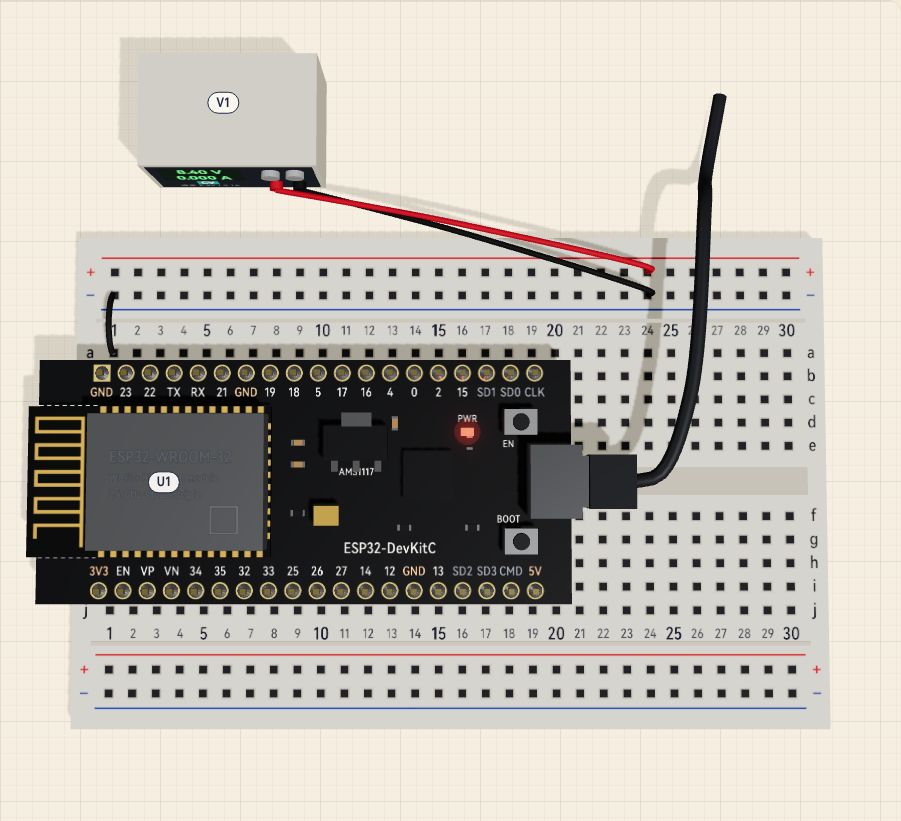 V1
8.40 V
0.000 A
+ +
− −
1 2 3 4 5 6 7 8 9 10 11 12 13 14 15 16 17 18 19 20 21 22 23 24 25 26 27 28 29 30
a a
GND 23 22 TX RX 21 GND 19 18 5 17 16 4 0 2 15 SD1 SD0 CLK
b
c
d
e
PWR
EN
ESP32-WROOM-32
AMS1117
U1
BOOT
f
g
h
i
ESP32-DevKitC
3V3 EN VP VN 34 35 32 33 25 26 27 14 12 GND 13 SD2 SD3 CMD 5V
j j
1 2 3 4 5 6 7 8 9 10 11 12 13 14 15 16 17 18 19 20 21 22 23 24 25 26 27 28 29 30
+ +
− −